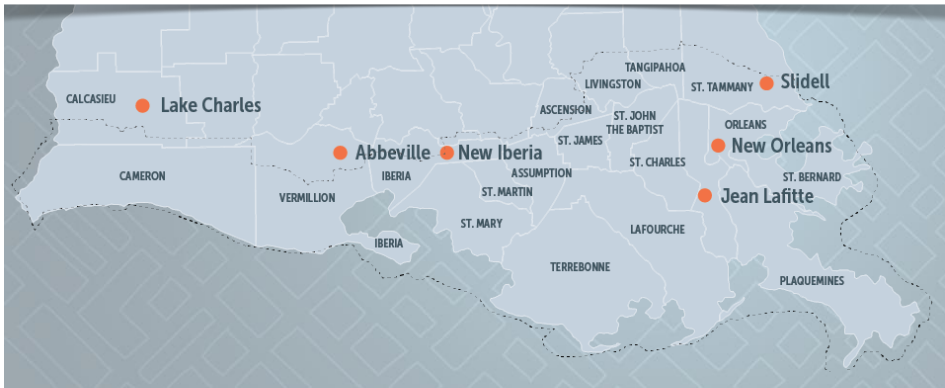 TANGIPAHOA
LIVINGSTON
ST. TAMMANY
Slidell
CALCASIEU
Lake Charles
ASCENSION
ST. JOHN
THE BAPTIST
ORLEANS
ST. JAMES
New Orleans
Abbeville
New Iberia
ST. CHARLES
CAMERON
IBERIA
ASSUMPTION
ST. BERNARD
VERMILLION
ST. MARTIN
Jean Lafitte
ST. MARY
LAFOURCHE
IBERIA
TERREBONNE
PLAQUEMINES